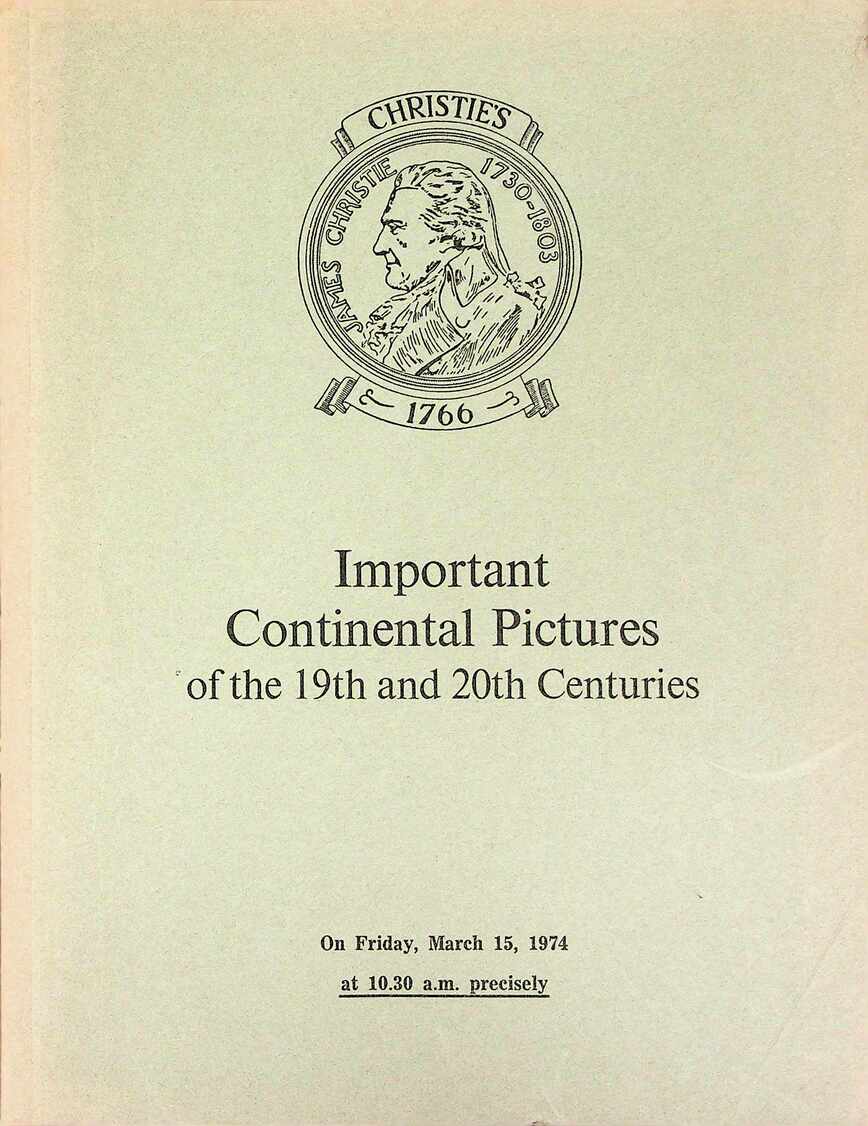 CHRISTIE'S
JAMES CHRISTIE 1730-1803
1766
Important
Continental Pictures
of the 19th and 20th Centuries
On Friday, March 15, 1974
at 10.30 a.m. precisely